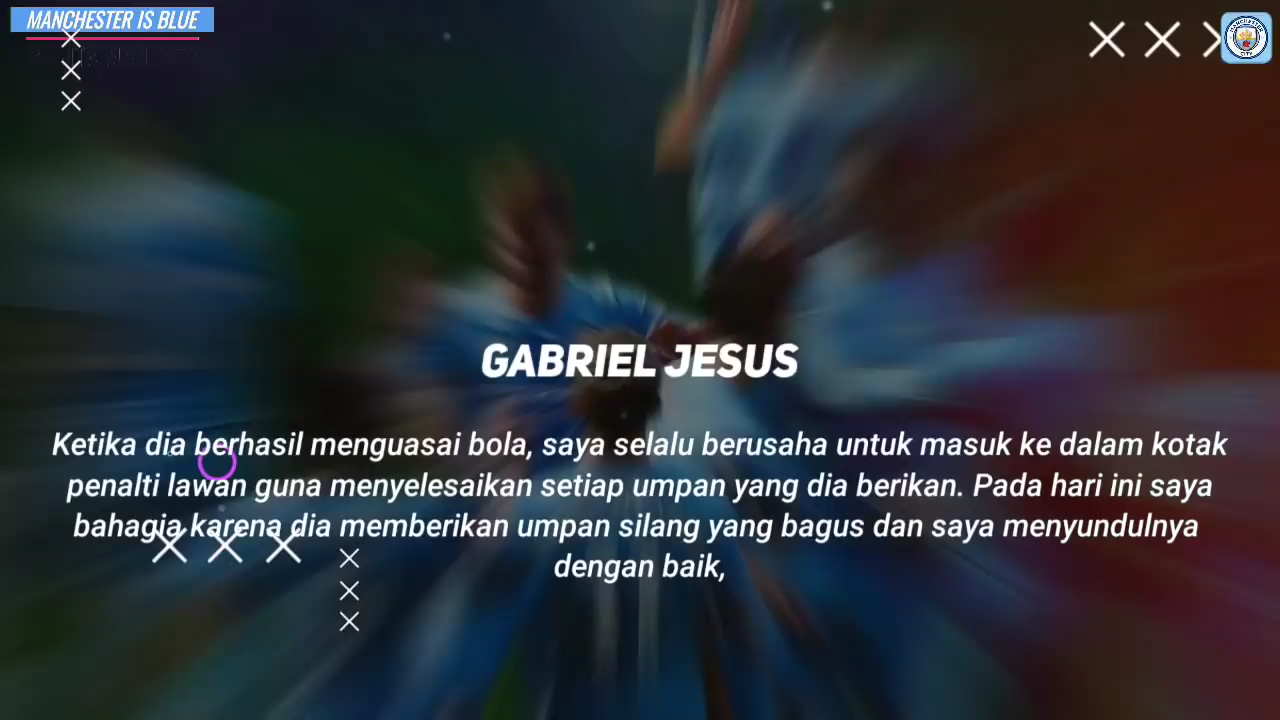 MANCHESTER IS BLUE
GABRIEL JESUS
Ketika dia berhasil menguasai bola, saya selalu berusaha untuk masuk ke dalam kotak
penalti lawan guna menyelesaikan setiap umpan yang dia berikan. Pada hari ini saya
bahagia karena dia memberikan umpan silang yang bagus dan saya menyundulnya
dengan baik,